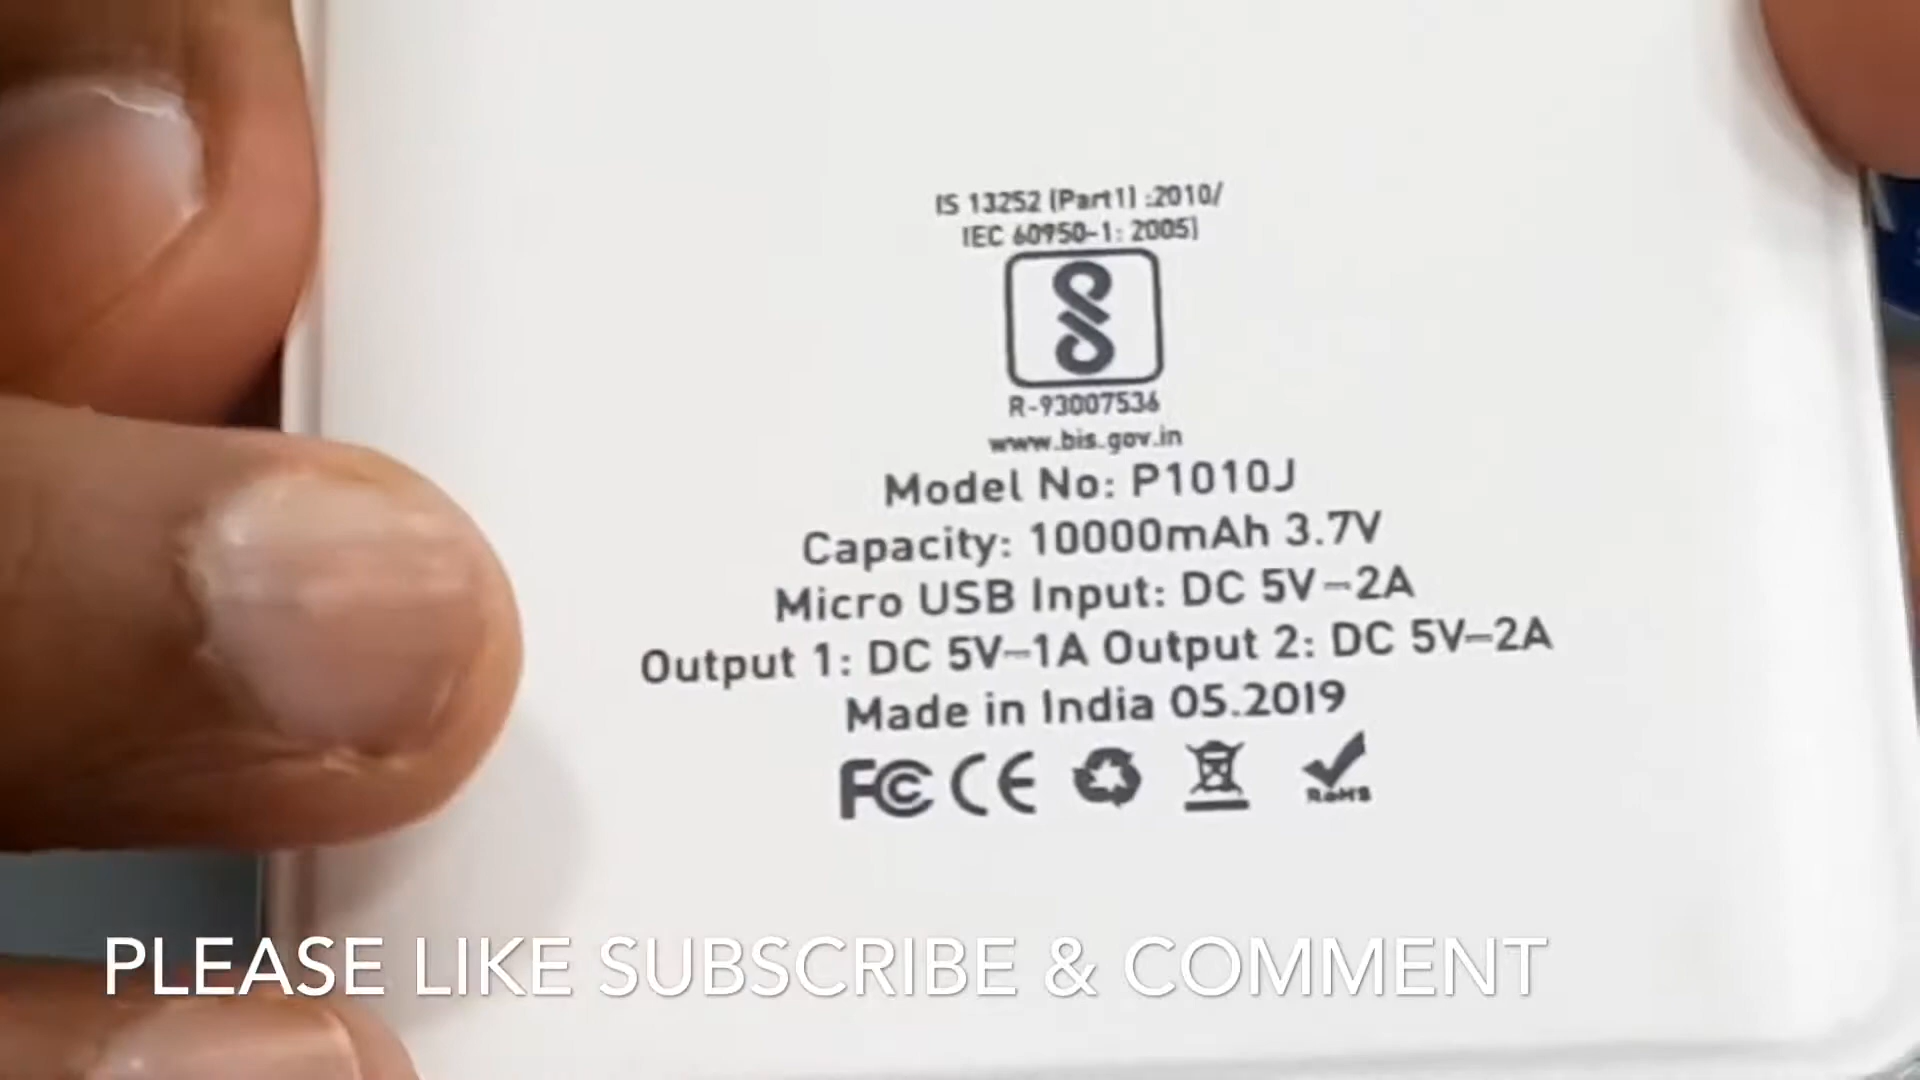 IS 13252 (Part1) :2010/
IEC 60950-1: 2005)
R-93007536
www.bis.gov.in
Model No: P1010J
Capacity: 10000mAh 3.7V
Micro USB Input: DC 5V–2A
Output 1: DC 5V–1A Output 2: DC 5V–2A
Made in India 05.2019
FC CE RoHS
PLEASE LIKE SUBSCRIBE & COMMENT